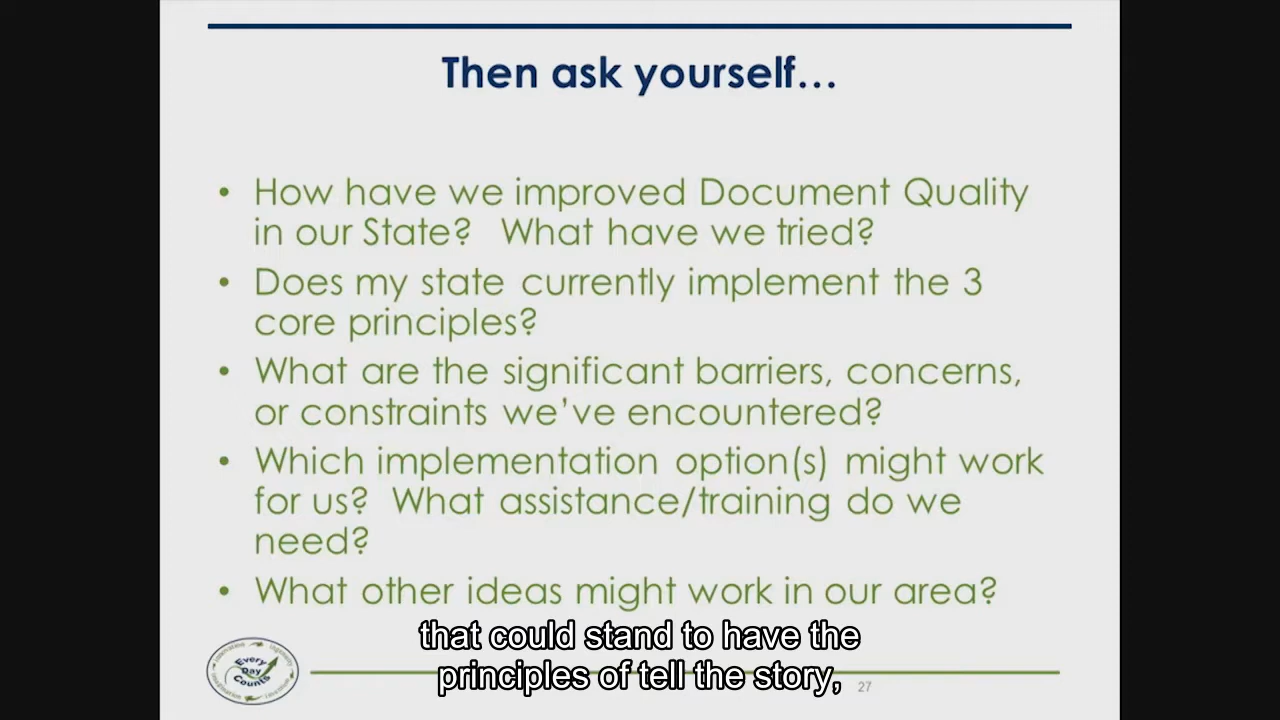 Then ask yourself…
• How have we improved Document Quality
in our State? What have we tried?
• Does my state currently implement the 3
core principles?
• What are the significant barriers, concerns,
or constraints we’ve encountered?
• Which implementation option(s) might work
for us? What assistance/training do we
need?
• What other ideas might work in our area?
that could stand to have the
principles of tell the story,
Every
Day
Counts
27